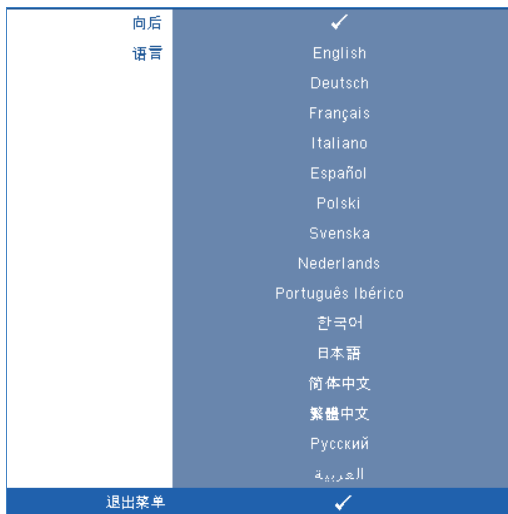 向后 ✓
语言 English
Deutsch
Français
Italiano
Español
Polski
Svenska
Nederlands
Português Ibérico
한국어
日本語
简体中文
繁體中文
Русский
العربية
退出菜单 ✓